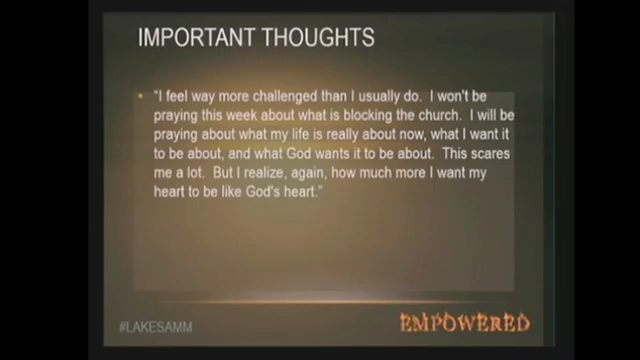 IMPORTANT THOUGHTS
• "I feel way more challenged than I usually do. I won't be
praying this week about what is blocking the church. I will be
praying about what my life is really about now, what I want it
to be about, and what God wants it to be about. This scares
me a lot. But I realize, again, how much more I want my
heart to be like God's heart."
#LAKESAMM
EMPOWERED